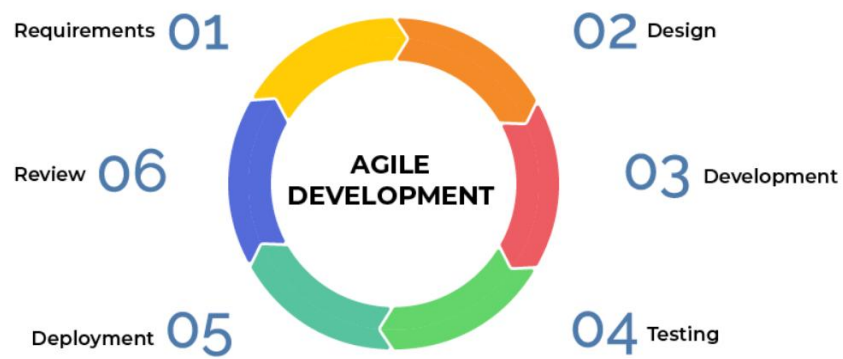 Requirements 01
02 Design
AGILE
DEVELOPMENT
Review 06
03 Development
Deployment 05
04 Testing